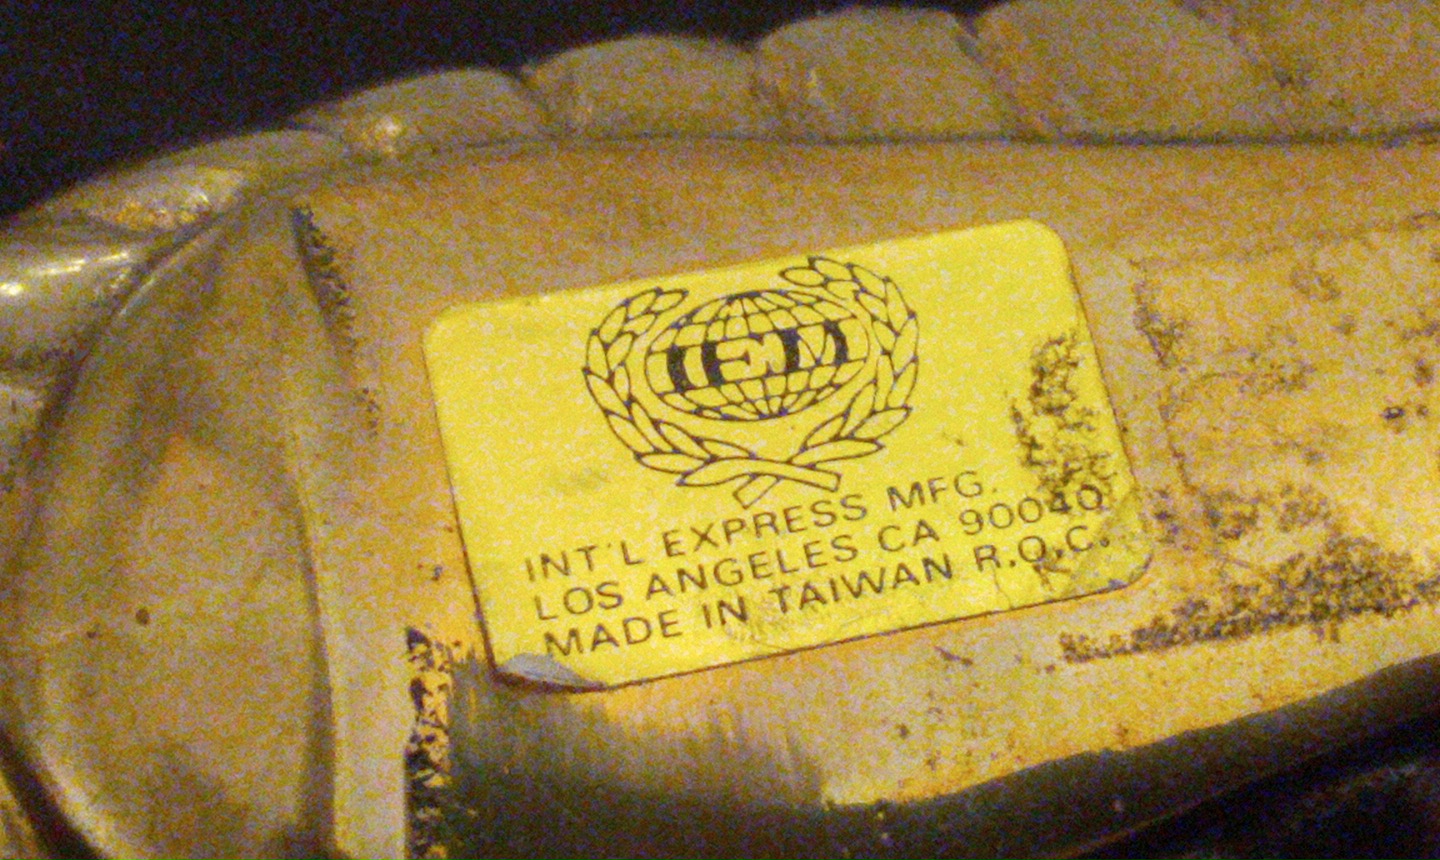 IEM
INT'L EXPRESS MFG.
LOS ANGELES CA 90040
MADE IN TAIWAN R.O.C.